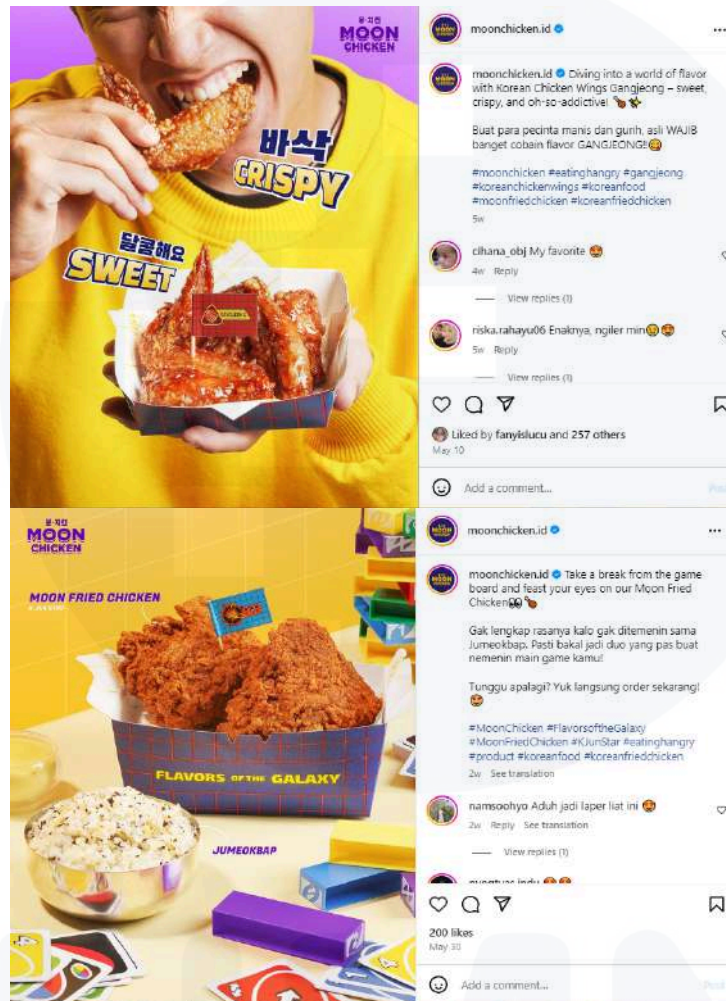 문·치킨
MOON
CHICKEN
바삭
CRISPY
달콤해요
SWEET
moonchicken.id
moonchicken.id Diving into a world of flavor
with Korean Chicken Wings Gangjeong – sweet,
crispy, and oh-so-addictive!
Buat para pecinta manis dan gurih, asli WAJIB
banget cobain flavor GANGJEONG!
#moonchicken #eatinghangry #gangjeong
#koreanchickenwings #koreanfood
#moonfriedchicken #koreanfriedchicken
5w
cihana_obj My favorite
4w Reply
View replies (1)
riska.rahayu06 Enaknya, ngiler min
5w Reply
View replies (1)
Liked by fanyislucu and 257 others
May 10
Add a comment...
Post
문·치킨
MOON
CHICKEN
MOON FRIED CHICKEN
FLAVORS OF THE GALAXY
JUMEOKBAP
moonchicken.id
moonchicken.id Take a break from the game
board and feast your eyes on our Moon Fried
Chicken
Gak lengkap rasanya kalo gak ditemenin sama
Jumeokbap. Pasti bakal jadi duo yang pas buat
nemenin main game kamu!
Tunggu apalagi? Yuk langsung order sekarang!
#MoonChicken #FlavorsoftheGalaxy
#MoonFriedChicken #KJunStar #eatinghangry
#product #koreanfood #koreanfriedchicken
2w See translation
namsoohyo Aduh jadi laper liat ini
2w Reply See translation
View replies (1)
200 likes
May 30
Add a comment...
Post